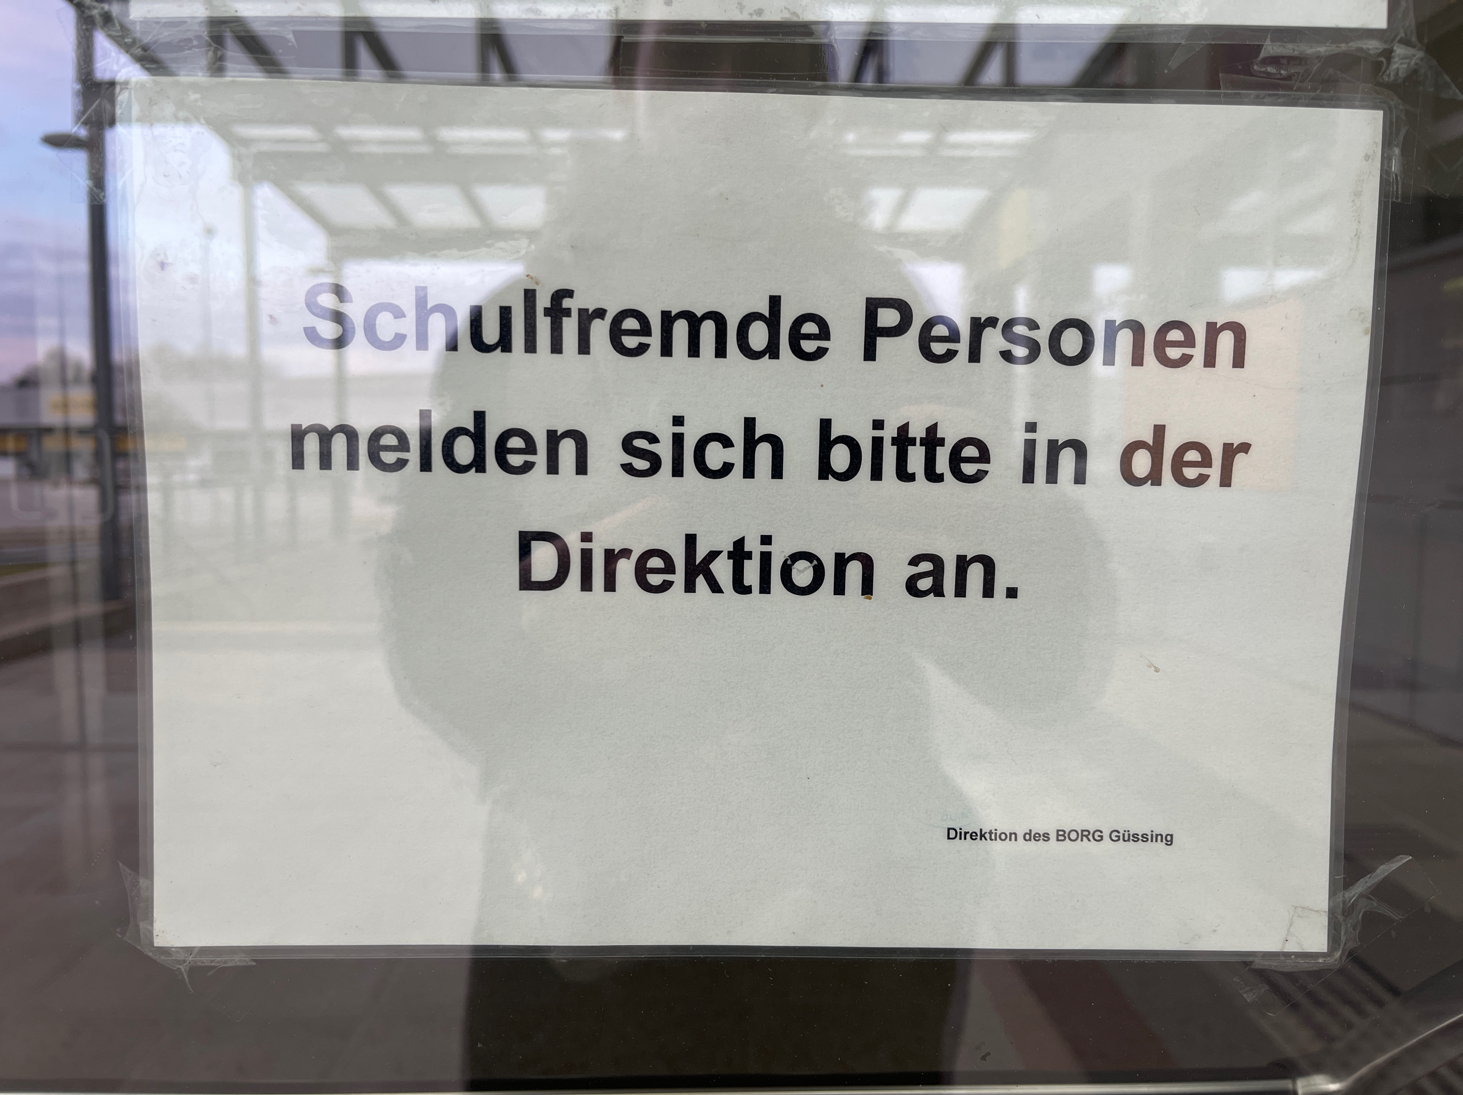 Schulfremde Personen
melden sich bitte in der
Direktion an.
Direktion des BORG Güssing